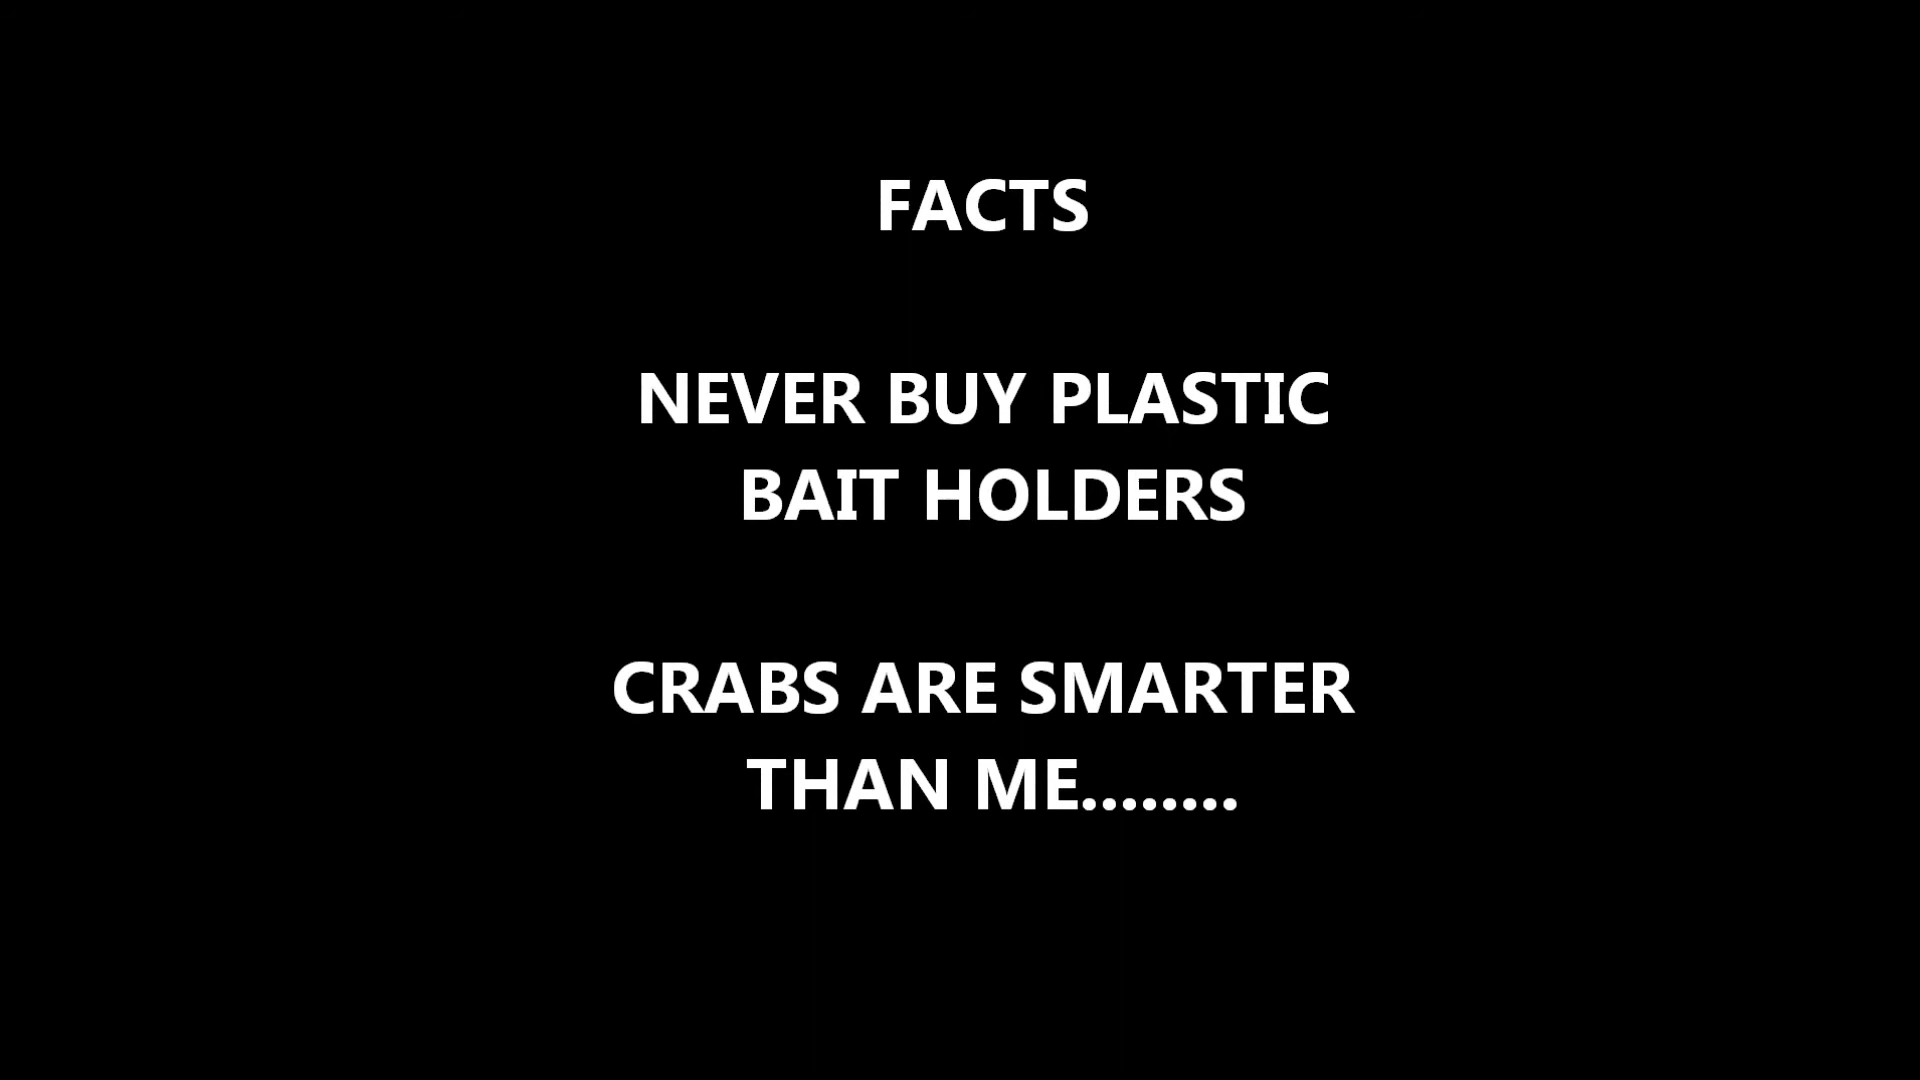 FACTS
NEVER BUY PLASTIC
BAIT HOLDERS
CRABS ARE SMARTER
THAN ME........